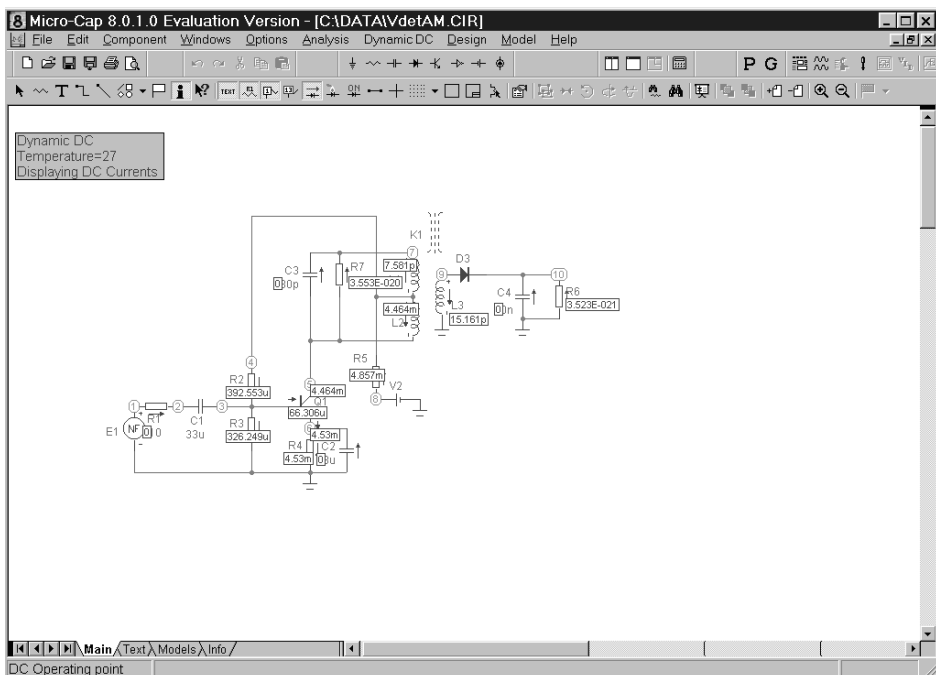 Micro-Cap 8.0.1.0 Evaluation Version - [C:\DATA\VdetAM.CIR]
File Edit Component Windows Options Analysis Dynamic DC Design Model Help
P G
T
TEXT
ON
Dynamic DC
Temperature=27
Displaying DC Currents
K1
7
C3
R7
7.581p
3.553E-020
9
D3
10
4.464m
L2
L3
15.161p
C4
R6
3.523E-021
4
R5
4.857m
8
V2
R2
392.553u
5
4.464m
Q1
66.306u
1
R1
2
C1
33u
3
R3
326.249u
E1
NF
6
4.53m
R4
4.53m
C2
Main Text Models Info
DC Operating point